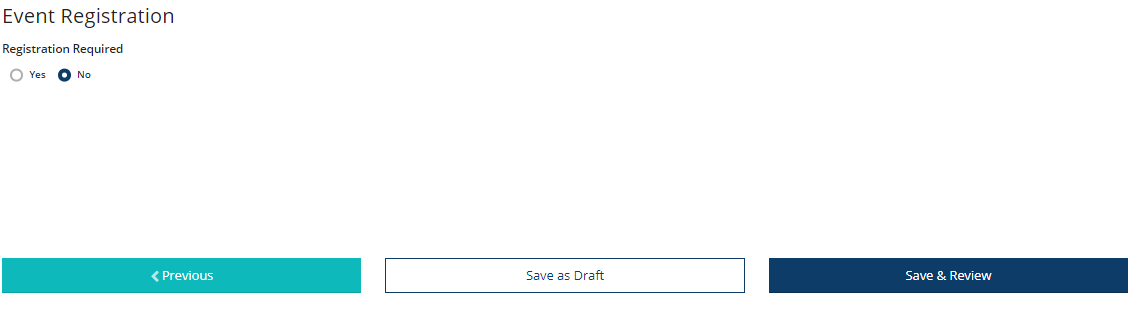 Event Registration
Registration Required
Yes No
Previous Save as Draft Save & Review